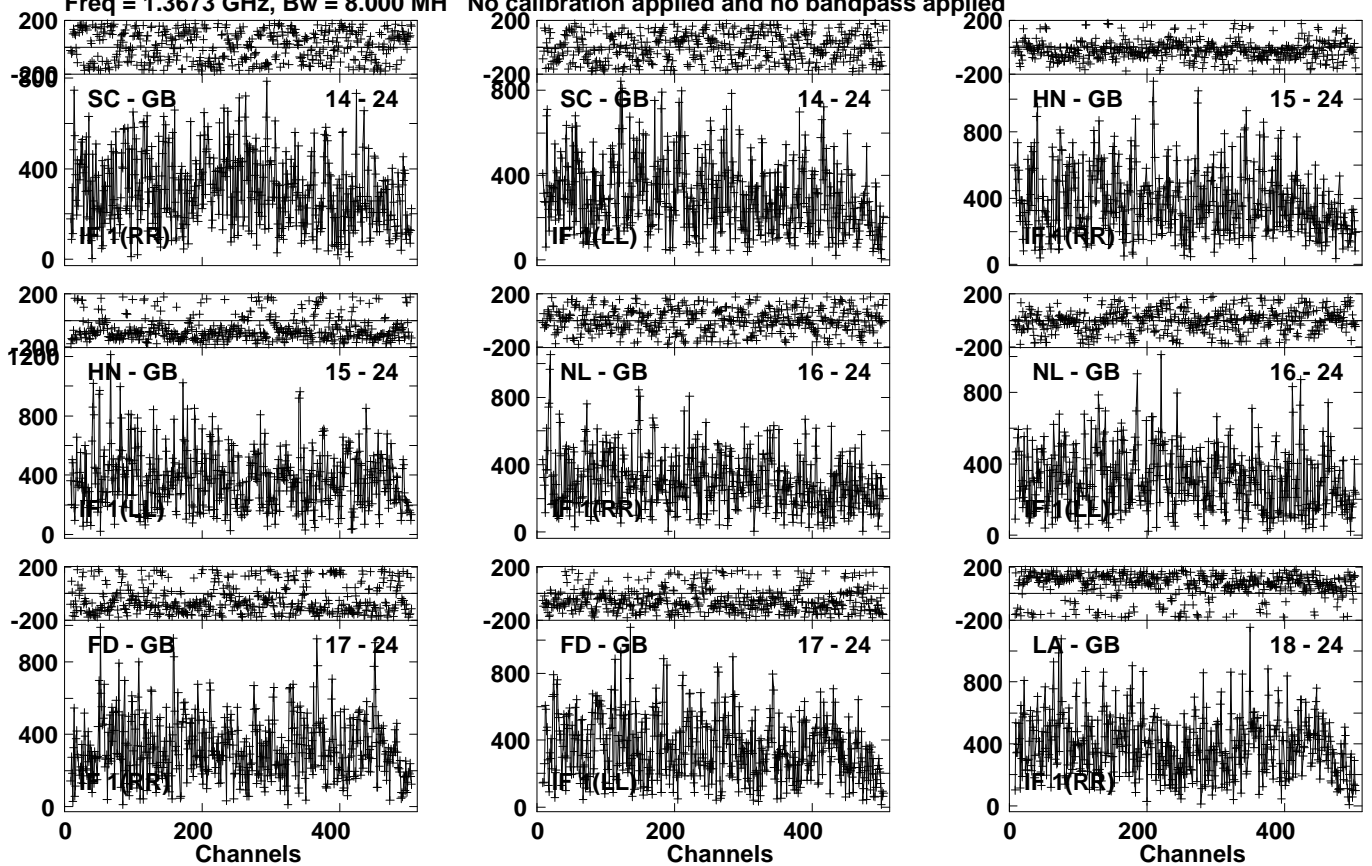 Freq = 1.3673 GHz, Bw = 8.000 MH No calibration applied and no bandpass applied
200
-200
800
400
0
SC - GB 14 - 24
IF 1(RR)
200
400
200
-200
800
400
0
SC - GB 14 - 24
IF 1(LL)
200
-200
800
400
0
HN - GB 15 - 24
IF 1(RR)
200
-200
1200
800
400
0
HN - GB 15 - 24
IF 1(LL)
200
-200
800
400
0
NL - GB 16 - 24
IF 1(RR)
200
-200
800
400
0
NL - GB 16 - 24
IF 1(LL)
200
-200
800
400
0
FD - GB 17 - 24
IF 1(RR)
0 200 400
Channels
200
-200
800
400
0
FD - GB 17 - 24
IF 1(LL)
0 200 400
Channels
200
-200
800
400
0
LA - GB 18 - 24
IF 1(RR)
0 200 400
Channels